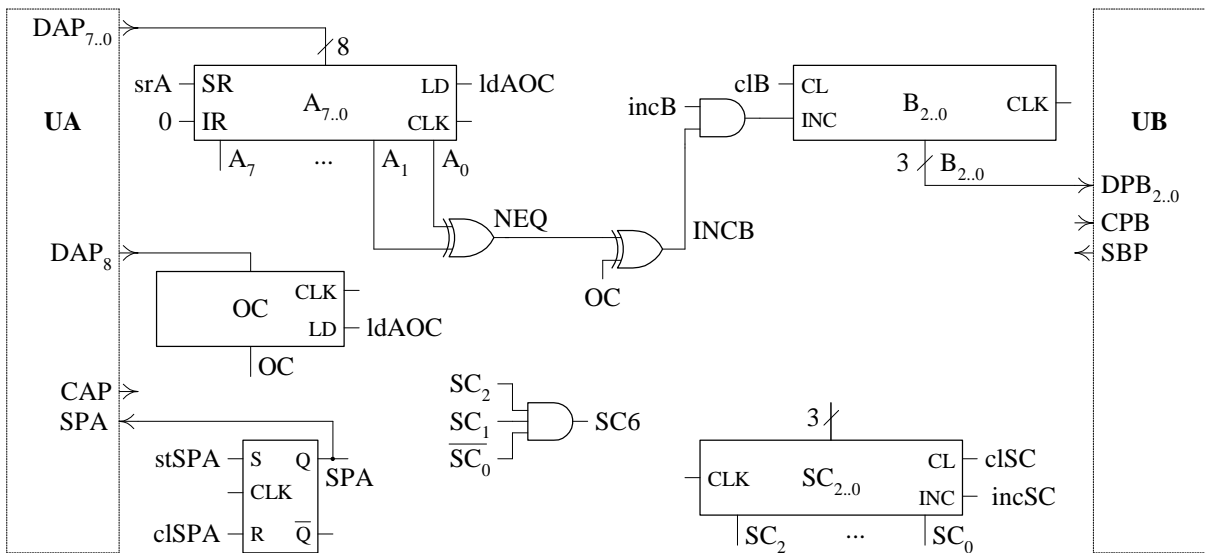 DAP7..0
8
srA
SR
LD
ldAOC
A7..0
0
IR
CLK
UA
A7
...
A1
A0
NEQ
INCB
OC
incB
clB
CL
INC
B2..0
CLK
UB
3
B2..0
DPB2..0
CPB
SBP
DAP8
OC
CLK
LD
ldAOC
OC
CAP
SPA
stSPA
S
Q
SPA
CLK
clSPA
R
Q̅
SC2
SC1
S̅C̅0̅
SC6
3
CLK
SC2..0
CL
clSC
INC
incSC
SC2
...
SC0